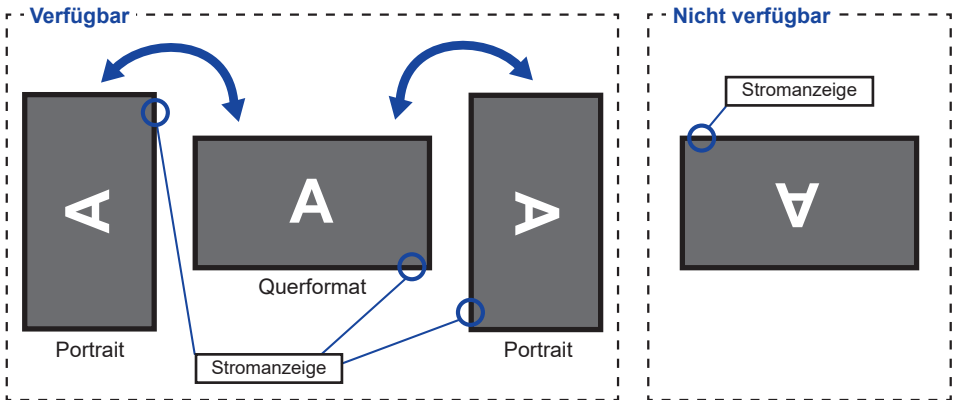 Verfügbar
Nicht verfügbar
Stromanzeige
A
A
A
A
Querformat
Portrait
Portrait
Stromanzeige